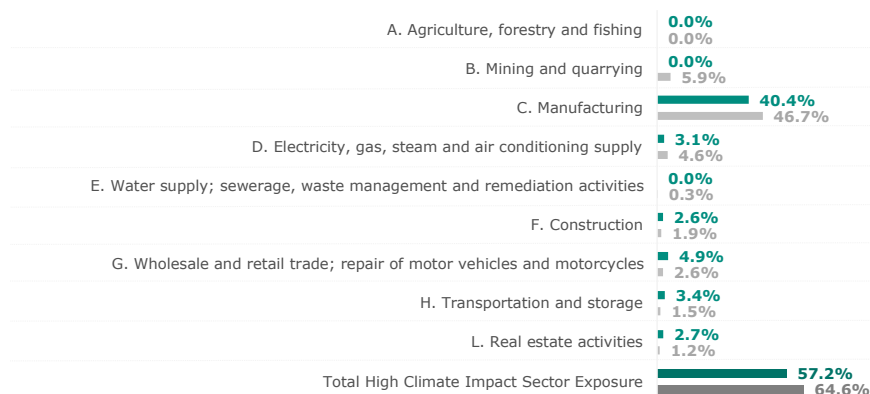 A. Agriculture, forestry and fishing 0.0%
0.0%
B. Mining and quarrying 0.0%
5.9%
C. Manufacturing 40.4%
46.7%
D. Electricity, gas, steam and air conditioning supply 3.1%
4.6%
E. Water supply; sewerage, waste management and remediation activities 0.0%
0.3%
F. Construction 2.6%
1.9%
G. Wholesale and retail trade; repair of motor vehicles and motorcycles 4.9%
2.6%
H. Transportation and storage 3.4%
1.5%
L. Real estate activities 2.7%
1.2%
Total High Climate Impact Sector Exposure 57.2%
64.6%